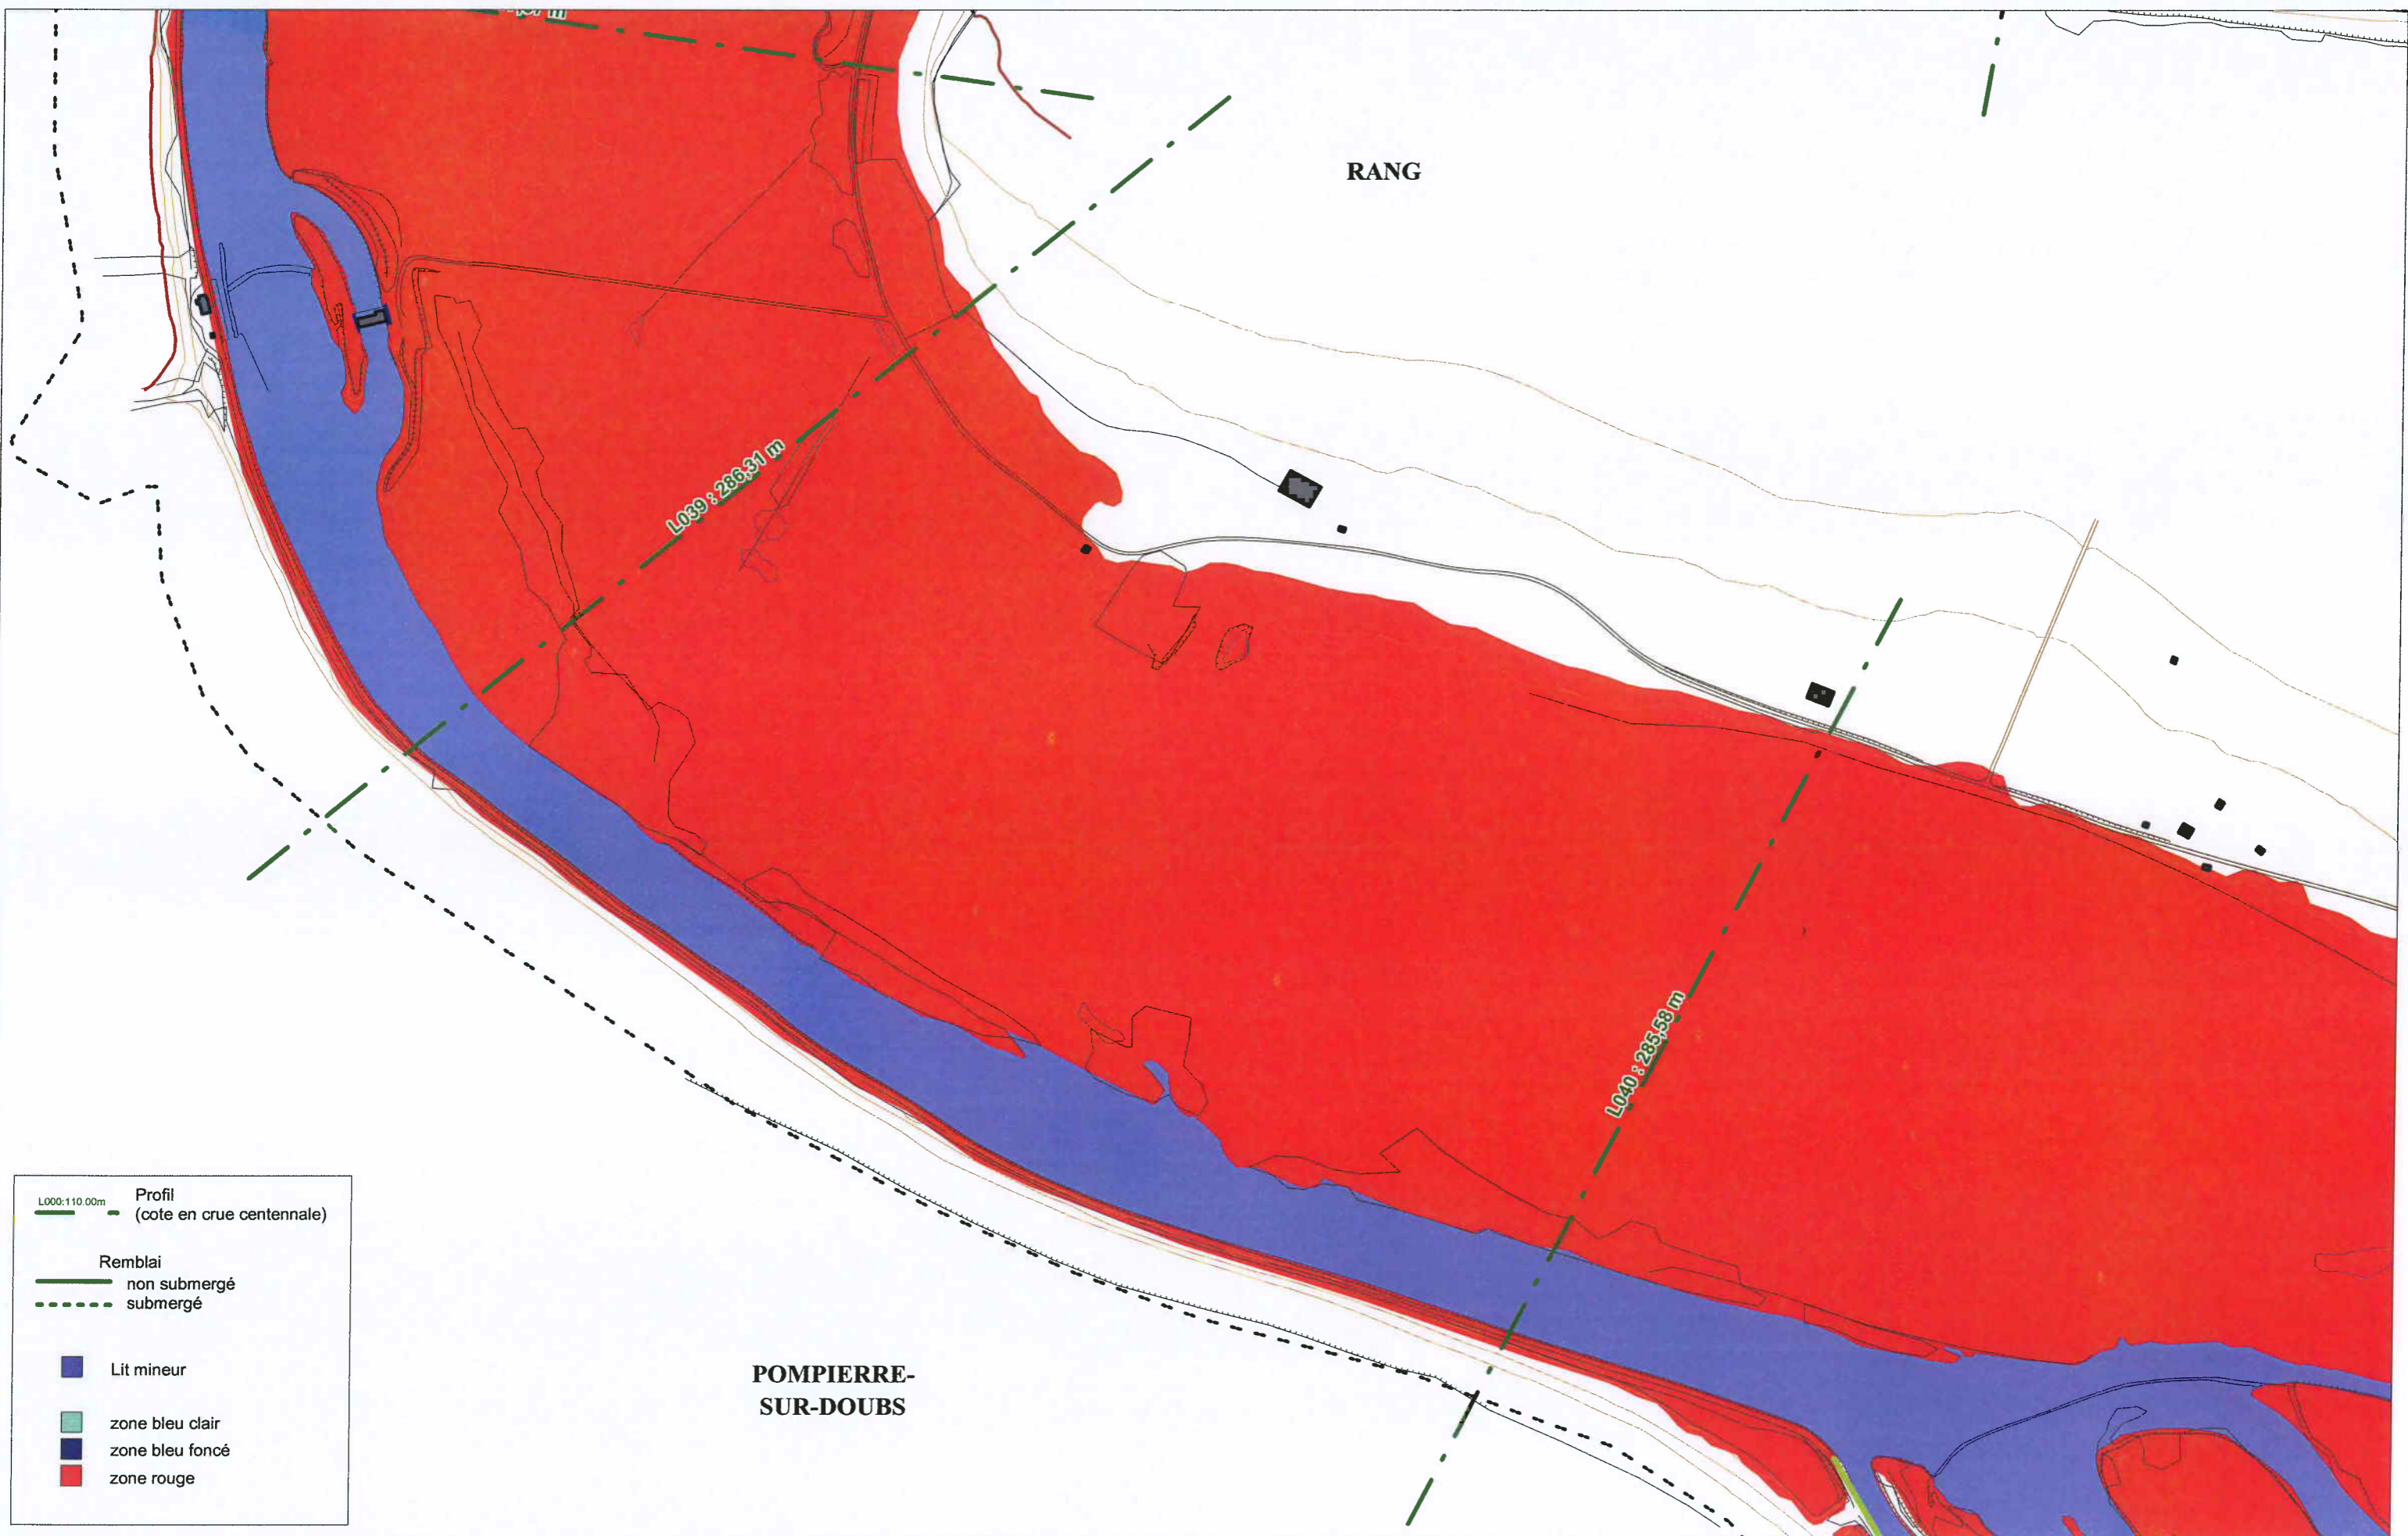 RANG
L039 : 286,31 m
L040 : 285,58 m
L000:110.00m
Profil
(cote en crue centennale)
Remblai
non submergé
submergé
Lit mineur
zone bleu clair
zone bleu foncé
zone rouge
POMPIERRE-
SUR-DOUBS